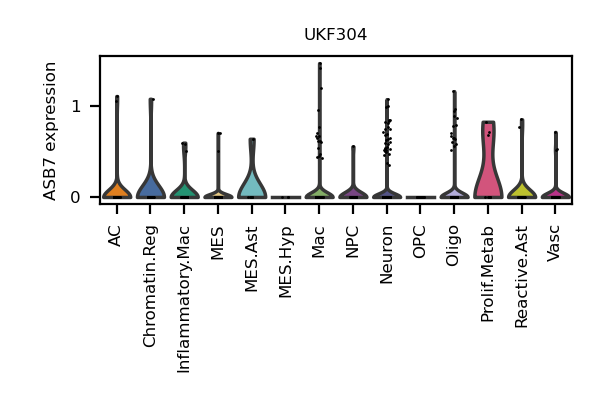 UKF304
ASB7 expression
1
0
AC
Chromatin.Reg
Inflammatory.Mac
MES
MES.Ast
MES.Hyp
Mac
NPC
Neuron
OPC
Oligo
Prolif.Metab
Reactive.Ast
Vasc